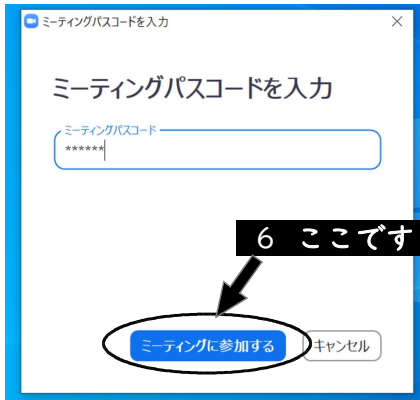 ミーティングパスコードを入力
ミーティングパスコードを入力
ミーティングパスコード
******
6 ここです
ミーティングに参加する
キャンセル